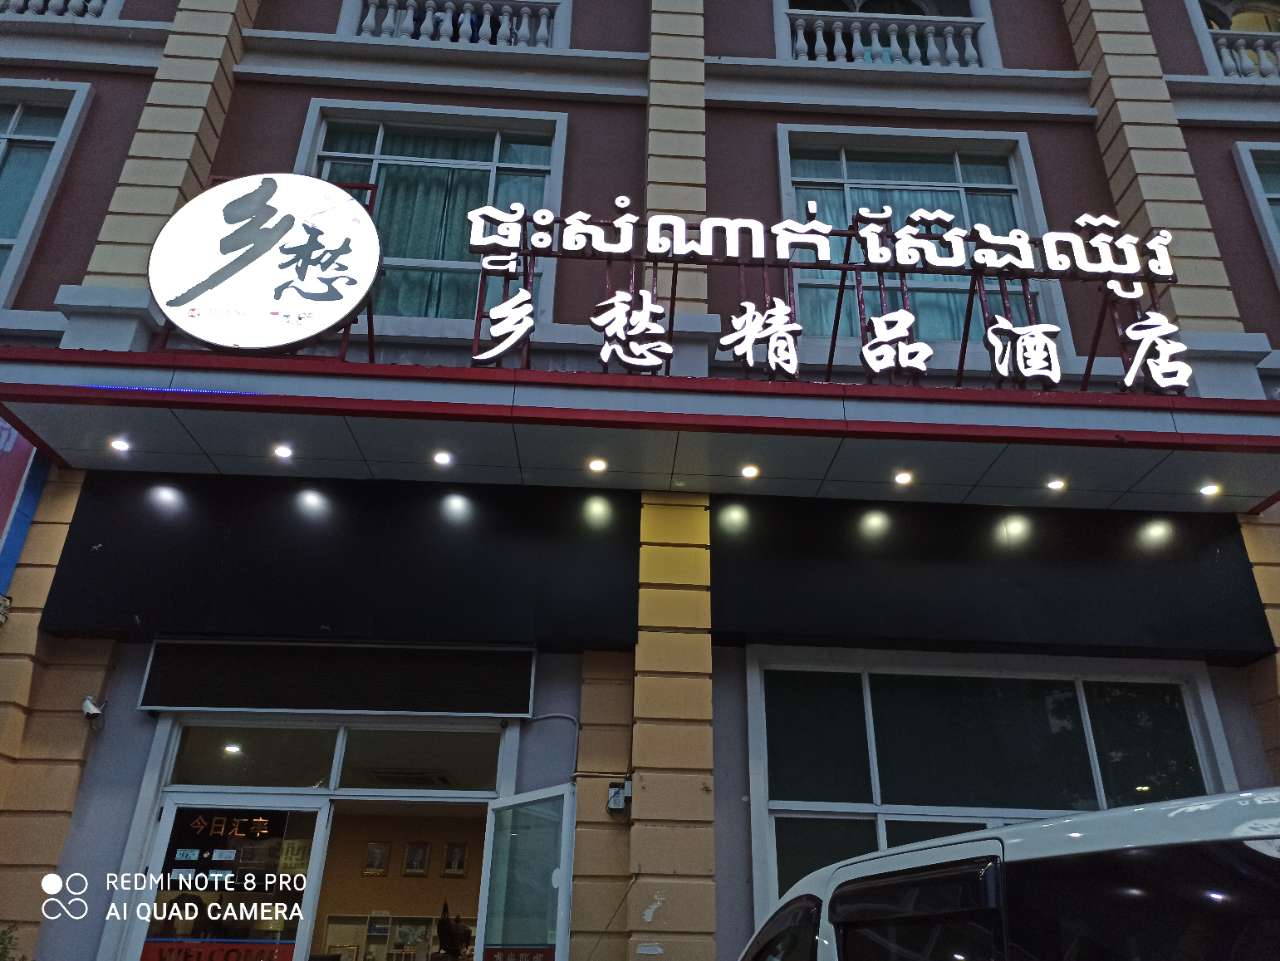 乡愁
ផ្ទះសំណាក់ ស៊ែងឈ៊ូវ
乡愁精品酒店
今日汇率
WELCOME
REDMI NOTE 8 PRO
AI QUAD CAMERA